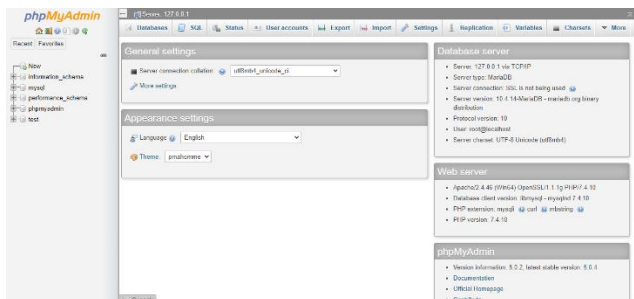 phpMyAdmin
Recent Favorites
New
information_schema
mysql
performance_schema
phpmyadmin
test
Server: 127.0.0.1
Databases SQL Status User accounts Export Import Settings Replication Variables Charsets More
General settings
Server connection collation utf8mb4_unicode_ci
More settings
Appearance settings
Language English
Theme pmahomme
Database server
Server: 127.0.0.1 via TCP/IP
Server type: MariaDB
Server connection: SSL is not being used
Server version: 10.4.14-MariaDB - mariadb.org binary
distribution
Protocol version: 10
User: root@localhost
Server charset: UTF-8 Unicode (utf8mb4)
Web server
Apache/2.4.46 (Win64) OpenSSL/1.1.1g PHP/7.4.10
Database client version: libmysql - mysqlnd 7.4.10
PHP extension: mysqli curl mbstring
PHP version: 7.4.10
phpMyAdmin
Version information: 5.0.2, latest stable version: 5.0.4
Documentation
Official Homepage